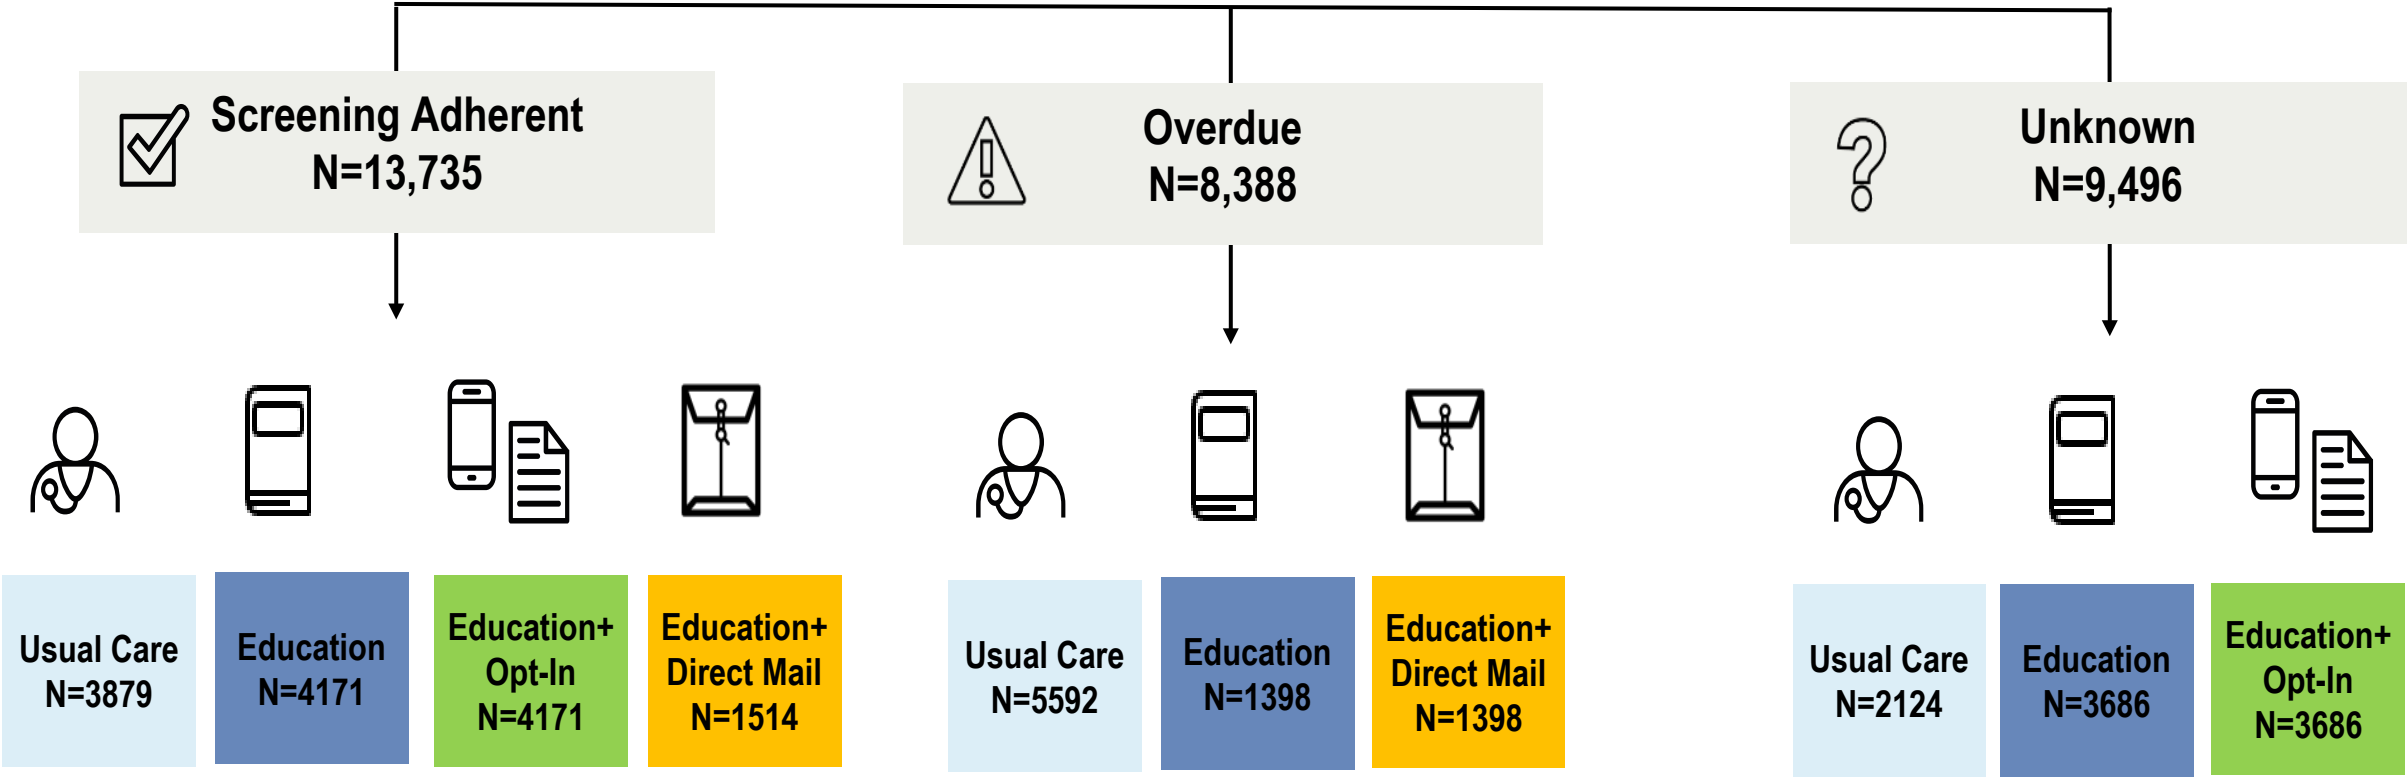 Screening Adherent
N=13,735
Overdue
N=8,388
Unknown
N=9,496
Usual Care
N=3879
Education
N=4171
Education+
Opt-In
N=4171
Education+
Direct Mail
N=1514
Usual Care
N=5592
Education
N=1398
Education+
Direct Mail
N=1398
Usual Care
N=2124
Education
N=3686
Education+
Opt-In
N=3686